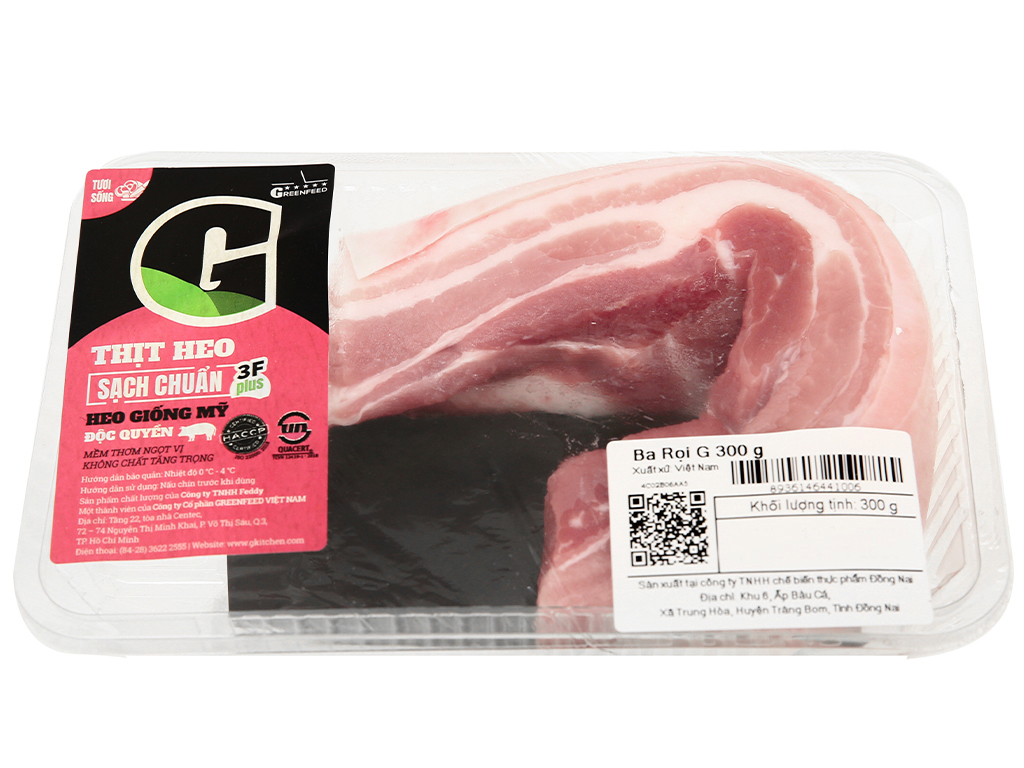 TƯƠI
SỐNG
GREENFEED
G
THỊT HEO
SẠCH CHUẨN
3F
plus
HEO GIỐNG MỸ
ĐỘC QUYỀN
MỀM THƠM NGỌT VỊ
KHÔNG CHẤT TĂNG TRỌNG
CERTIFIED
HACCP
QUACERT
Hướng dẫn bảo quản: Nhiệt độ 0 °C - 4 °C
Hướng dẫn sử dụng: Nấu chín trước khi dùng
Sản phẩm chất lượng của Công ty TNHH Feddy
Một thành viên của Công ty Cổ phần GREENFEED VIỆT NAM
Địa chỉ: Tầng 22, tòa nhà Centec,
72 – 74 Nguyễn Thị Minh Khai, P. Võ Thị Sáu, Q.3,
TP. Hồ Chí Minh
Điện thoại: (84-28) 3622 2555 | Website: www.gkitchen.com
Ba Rọi G 300 g
Xuất xứ: Việt Nam
4C02B06AA5
8936146441006
Khối lượng tịnh: 300 g
Sản xuất tại công ty TNHH chế biến thực phẩm Đồng Nai
Địa chỉ: Khu 6, Ấp Bàu Cá,
Xã Trung Hòa, Huyện Trảng Bom, Tỉnh Đồng Nai